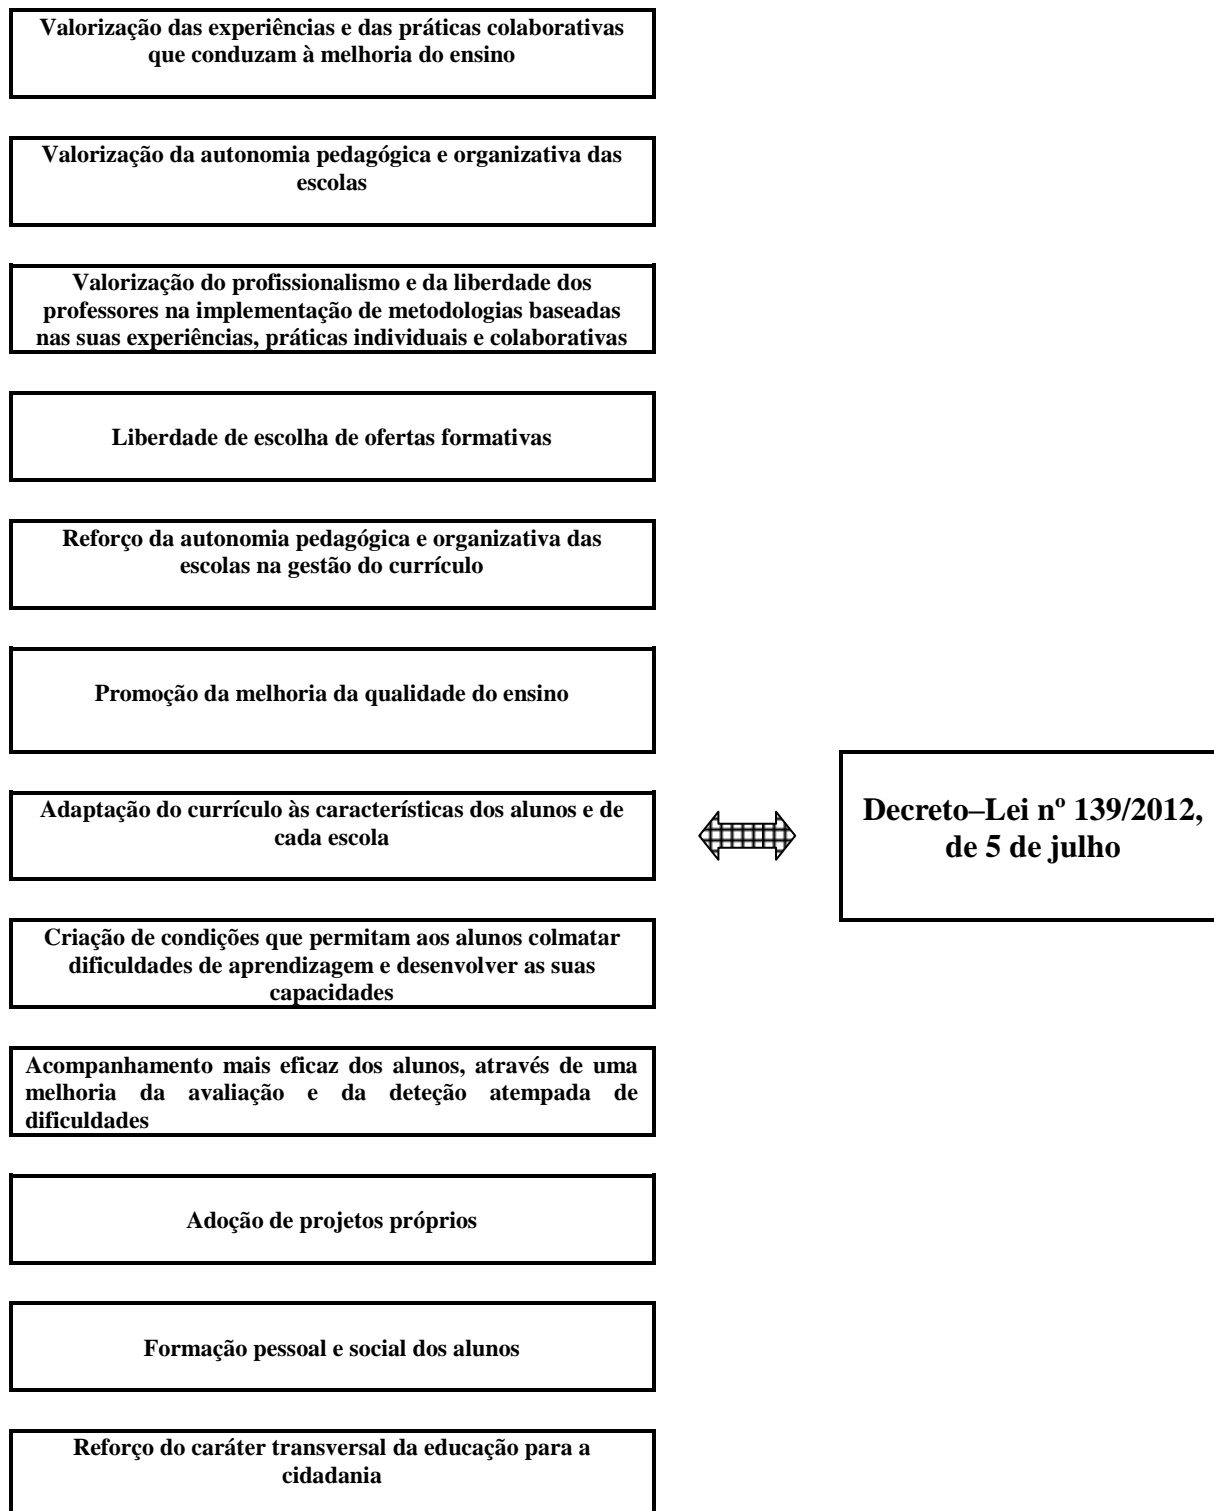 Valorização das experiências e das práticas colaborativas
que conduzam à melhoria do ensino
Valorização da autonomia pedagógica e organizativa das
escolas
Valorização do profissionalismo e da liberdade dos
professores na implementação de metodologias baseadas
nas suas experiências, práticas individuais e colaborativas
Liberdade de escolha de ofertas formativas
Reforço da autonomia pedagógica e organizativa das
escolas na gestão do currículo
Promoção da melhoria da qualidade do ensino
Adaptação do currículo às características dos alunos e de
cada escola
Decreto–Lei nº 139/2012,
de 5 de julho
Criação de condições que permitam aos alunos colmatar
dificuldades de aprendizagem e desenvolver as suas
capacidades
Acompanhamento mais eficaz dos alunos, através de uma
melhoria da avaliação e da deteção atempada de
dificuldades
Adoção de projetos próprios
Formação pessoal e social dos alunos
Reforço do caráter transversal da educação para a
cidadania